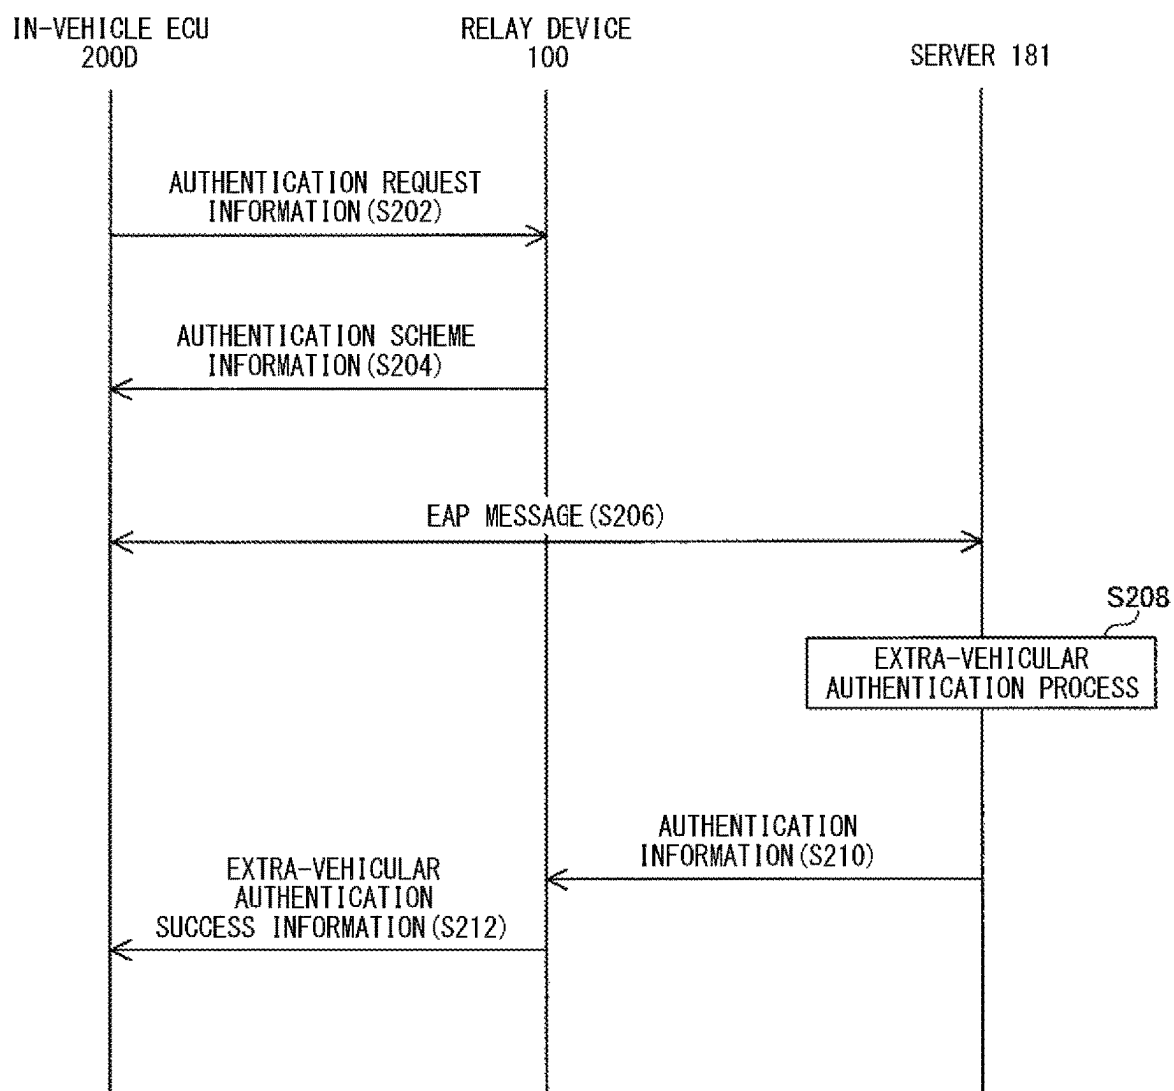 IN-VEHICLE ECU
200D
RELAY DEVICE
100
SERVER 181
AUTHENTICATION REQUEST
INFORMATION(S202)
AUTHENTICATION SCHEME
INFORMATION(S204)
EAP MESSAGE(S206)
S208
EXTRA-VEHICULAR
AUTHENTICATION PROCESS
AUTHENTICATION
INFORMATION(S210)
EXTRA-VEHICULAR
AUTHENTICATION
SUCCESS INFORMATION(S212)